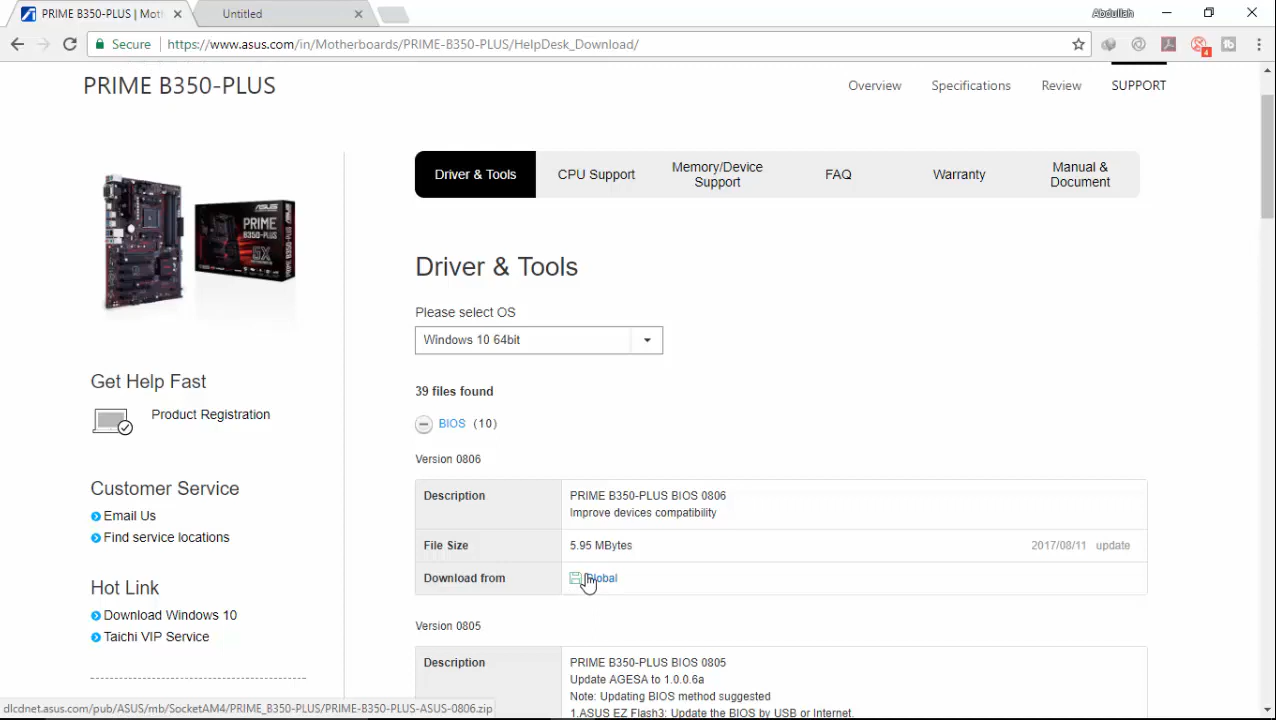 PRIME B350-PLUS | Mot
Untitled
Abdullah
Secure
https://www.asus.com/in/Motherboards/PRIME-B350-PLUS/HelpDesk_Download/
4
PRIME B350-PLUS
Overview
Specifications
Review
SUPPORT
Driver & Tools
CPU Support
Memory/Device
Support
FAQ
Warranty
Manual &
Document
ASUS
PRIME
B350-PLUS
Driver & Tools
Please select OS
Windows 10 64bit
39 files found
BIOS (10)
Get Help Fast
Product Registration
Version 0806
Description
PRIME B350-PLUS BIOS 0806
Improve devices compatibility
File Size
5.95 MBytes
2017/08/11 update
Download from
Global
Customer Service
Email Us
Find service locations
Hot Link
Download Windows 10
Taichi VIP Service
Version 0805
Description
PRIME B350-PLUS BIOS 0805
Update AGESA to 1.0.0.6a
Note: Updating BIOS method suggested
1.ASUS EZ Flash3: Update the BIOS by USB or Internet.
dlcdnet.asus.com/pub/ASUS/mb/SocketAM4/PRIME_B350-PLUS/PRIME-B350-PLUS-ASUS-0806.zip